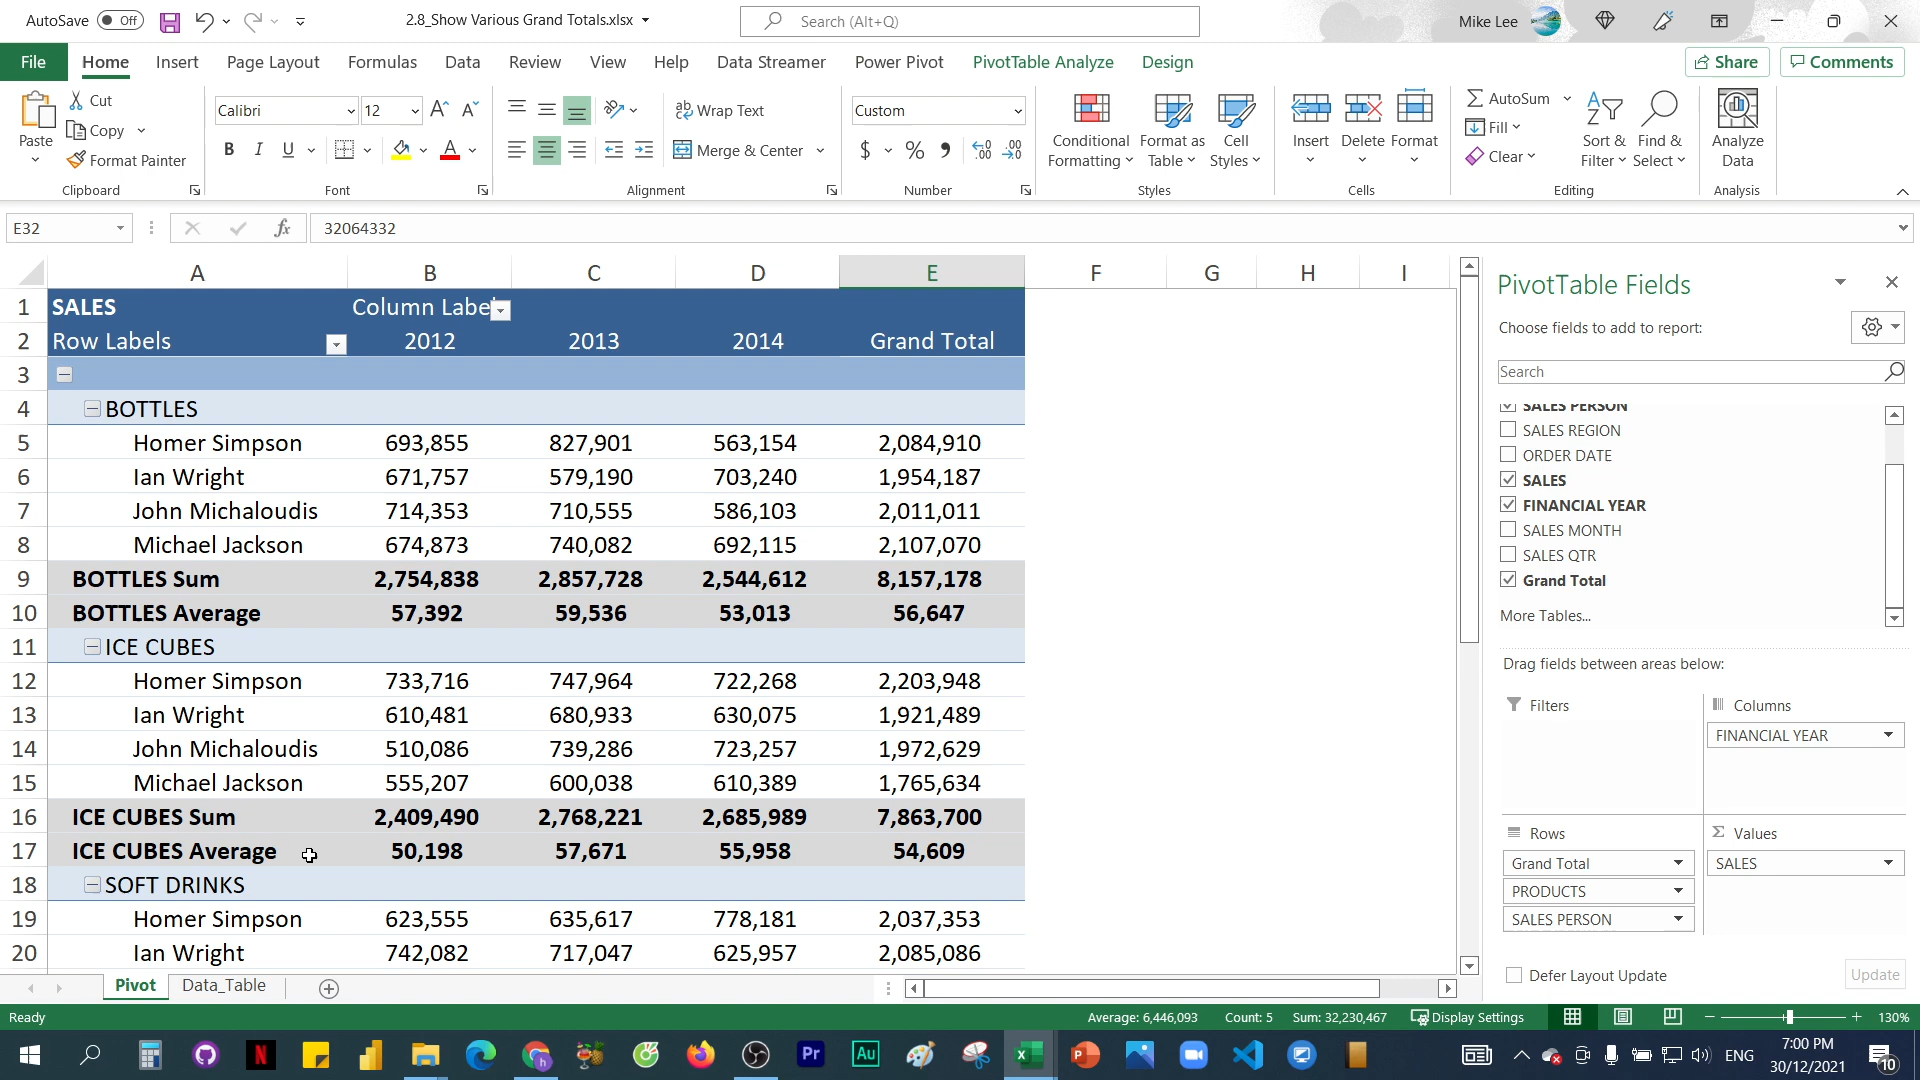 AutoSave Off 2.8_Show Various Grand Totals.xlsx Search (Alt+Q) Mike Lee
File Home Insert Page Layout Formulas Data Review View Help Data Streamer Power Pivot PivotTable Analyze Design Share Comments
Paste Cut Copy Format Painter Clipboard
Calibri 12 B I U A Font
Wrap Text Merge & Center Alignment
Custom $ % Number
Conditional Formatting Format as Table Cell Styles Styles
Insert Delete Format Cells
AutoSum Fill Clear Sort & Filter Find & Select Editing
Analyze Data Analysis
E32 fx 32064332
A B C D E F G H I
1 SALES Column Labe
2 Row Labels 2012 2013 2014 Grand Total
3
4 BOTTLES
5 Homer Simpson 693,855 827,901 563,154 2,084,910
6 Ian Wright 671,757 579,190 703,240 1,954,187
7 John Michaloudis 714,353 710,555 586,103 2,011,011
8 Michael Jackson 674,873 740,082 692,115 2,107,070
9 BOTTLES Sum 2,754,838 2,857,728 2,544,612 8,157,178
10 BOTTLES Average 57,392 59,536 53,013 56,647
11 ICE CUBES
12 Homer Simpson 733,716 747,964 722,268 2,203,948
13 Ian Wright 610,481 680,933 630,075 1,921,489
14 John Michaloudis 510,086 739,286 723,257 1,972,629
15 Michael Jackson 555,207 600,038 610,389 1,765,634
16 ICE CUBES Sum 2,409,490 2,768,221 2,685,989 7,863,700
17 ICE CUBES Average 50,198 57,671 55,958 54,609
18 SOFT DRINKS
19 Homer Simpson 623,555 635,617 778,181 2,037,353
20 Ian Wright 742,082 717,047 625,957 2,085,086
PivotTable Fields
Choose fields to add to report:
Search
SALES PERSON
SALES REGION
ORDER DATE
SALES
FINANCIAL YEAR
SALES MONTH
SALES QTR
Grand Total
More Tables...
Drag fields between areas below:
Filters Columns
FINANCIAL YEAR
Rows Values
Grand Total SALES
PRODUCTS
SALES PERSON
Defer Layout Update Update
Pivot Data_Table
Ready Average: 6,446,093 Count: 5 Sum: 32,230,467 Display Settings 130%
N Pr Au ENG 7:00 PM
30/12/2021 10